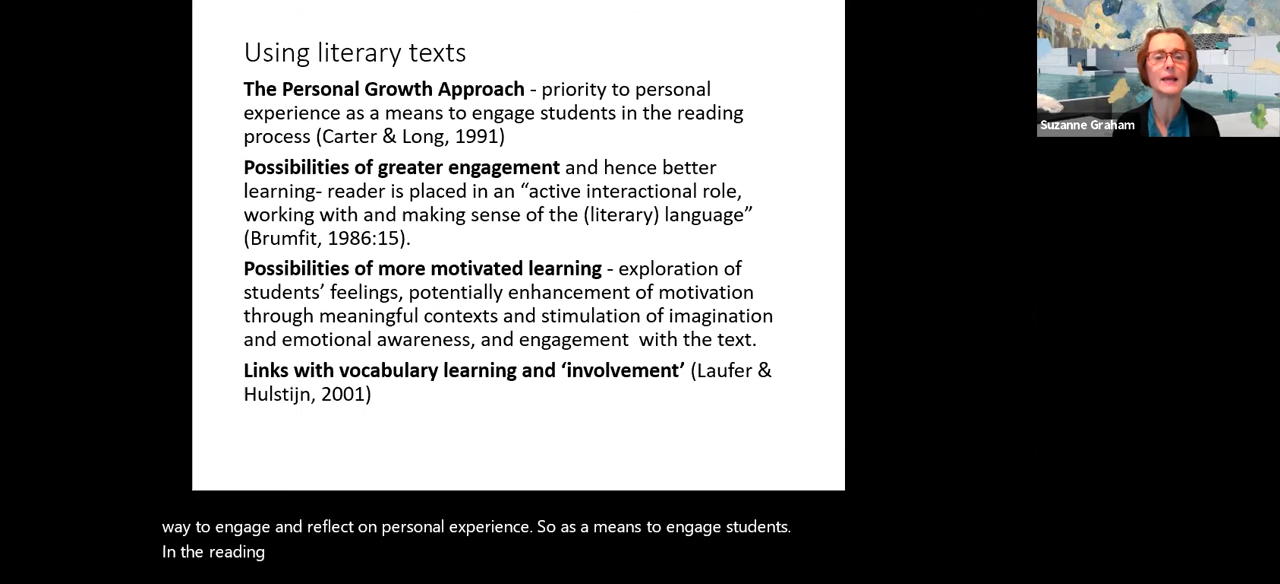 Using literary texts
The Personal Growth Approach - priority to personal
experience as a means to engage students in the reading
process (Carter & Long, 1991)
Possibilities of greater engagement and hence better
learning- reader is placed in an “active interactional role,
working with and making sense of the (literary) language”
(Brumfit, 1986:15).
Possibilities of more motivated learning - exploration of
students’ feelings, potentially enhancement of motivation
through meaningful contexts and stimulation of imagination
and emotional awareness, and engagement  with the text.
Links with vocabulary learning and ‘involvement’ (Laufer &
Hulstijn, 2001)
Suzanne Graham
way to engage and reflect on personal experience. So as a means to engage students.
In the reading